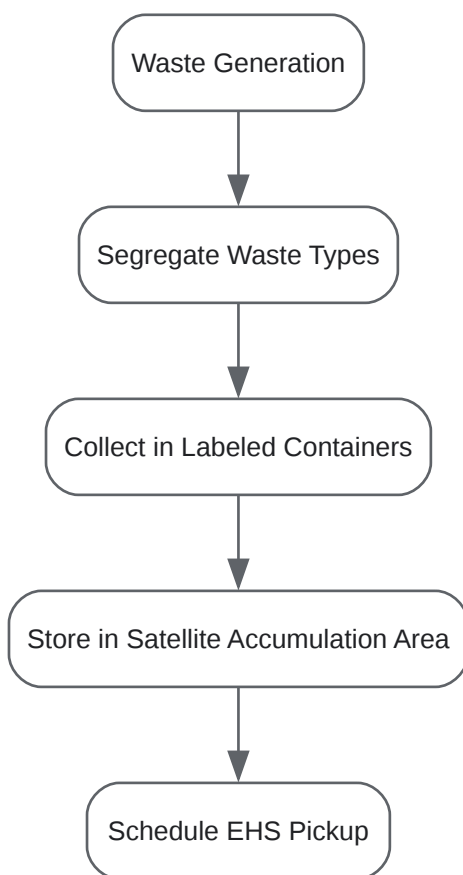 Waste Generation
Segregate Waste Types
Collect in Labeled Containers
Store in Satellite Accumulation Area
Schedule EHS Pickup